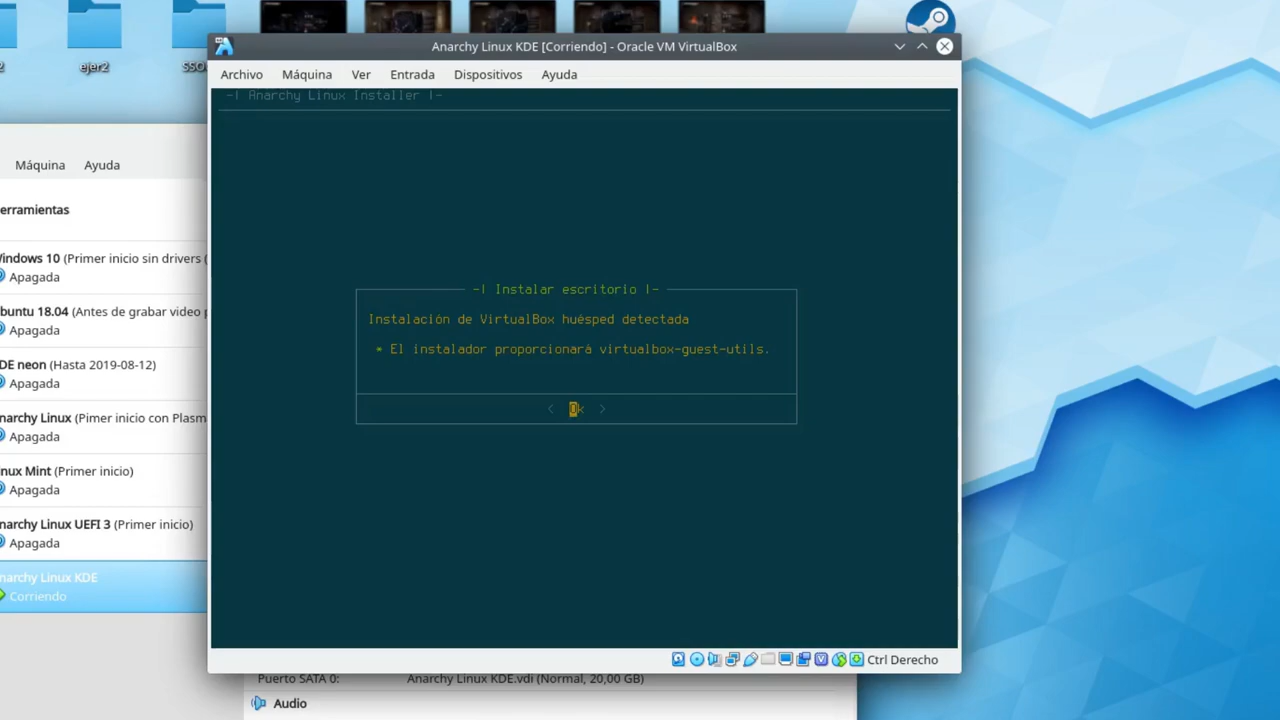 ejer2
SSO
Anarchy Linux KDE [Corriendo] - Oracle VM VirtualBox
Archivo Máquina Ver Entrada Dispositivos Ayuda
-| Anarchy Linux Installer |-
-| Instalar escritorio |-
Instalación de VirtualBox huésped detectada
* El instalador proporcionará virtualbox-guest-utils.
< Ok >
Ctrl Derecho
Máquina Ayuda
erramientas
Windows 10 (Primer inicio sin drivers (
Apagada
buntu 18.04 (Antes de grabar video p
Apagada
DE neon (Hasta 2019-08-12)
Apagada
narchy Linux (Pimer inicio con Plasm
Apagada
inux Mint (Primer inicio)
Apagada
narchy Linux UEFI 3 (Primer inicio)
Apagada
narchy Linux KDE
Corriendo
Puerto SATA 0: Anarchy Linux KDE.vdi (Normal, 20,00 GB)
Audio